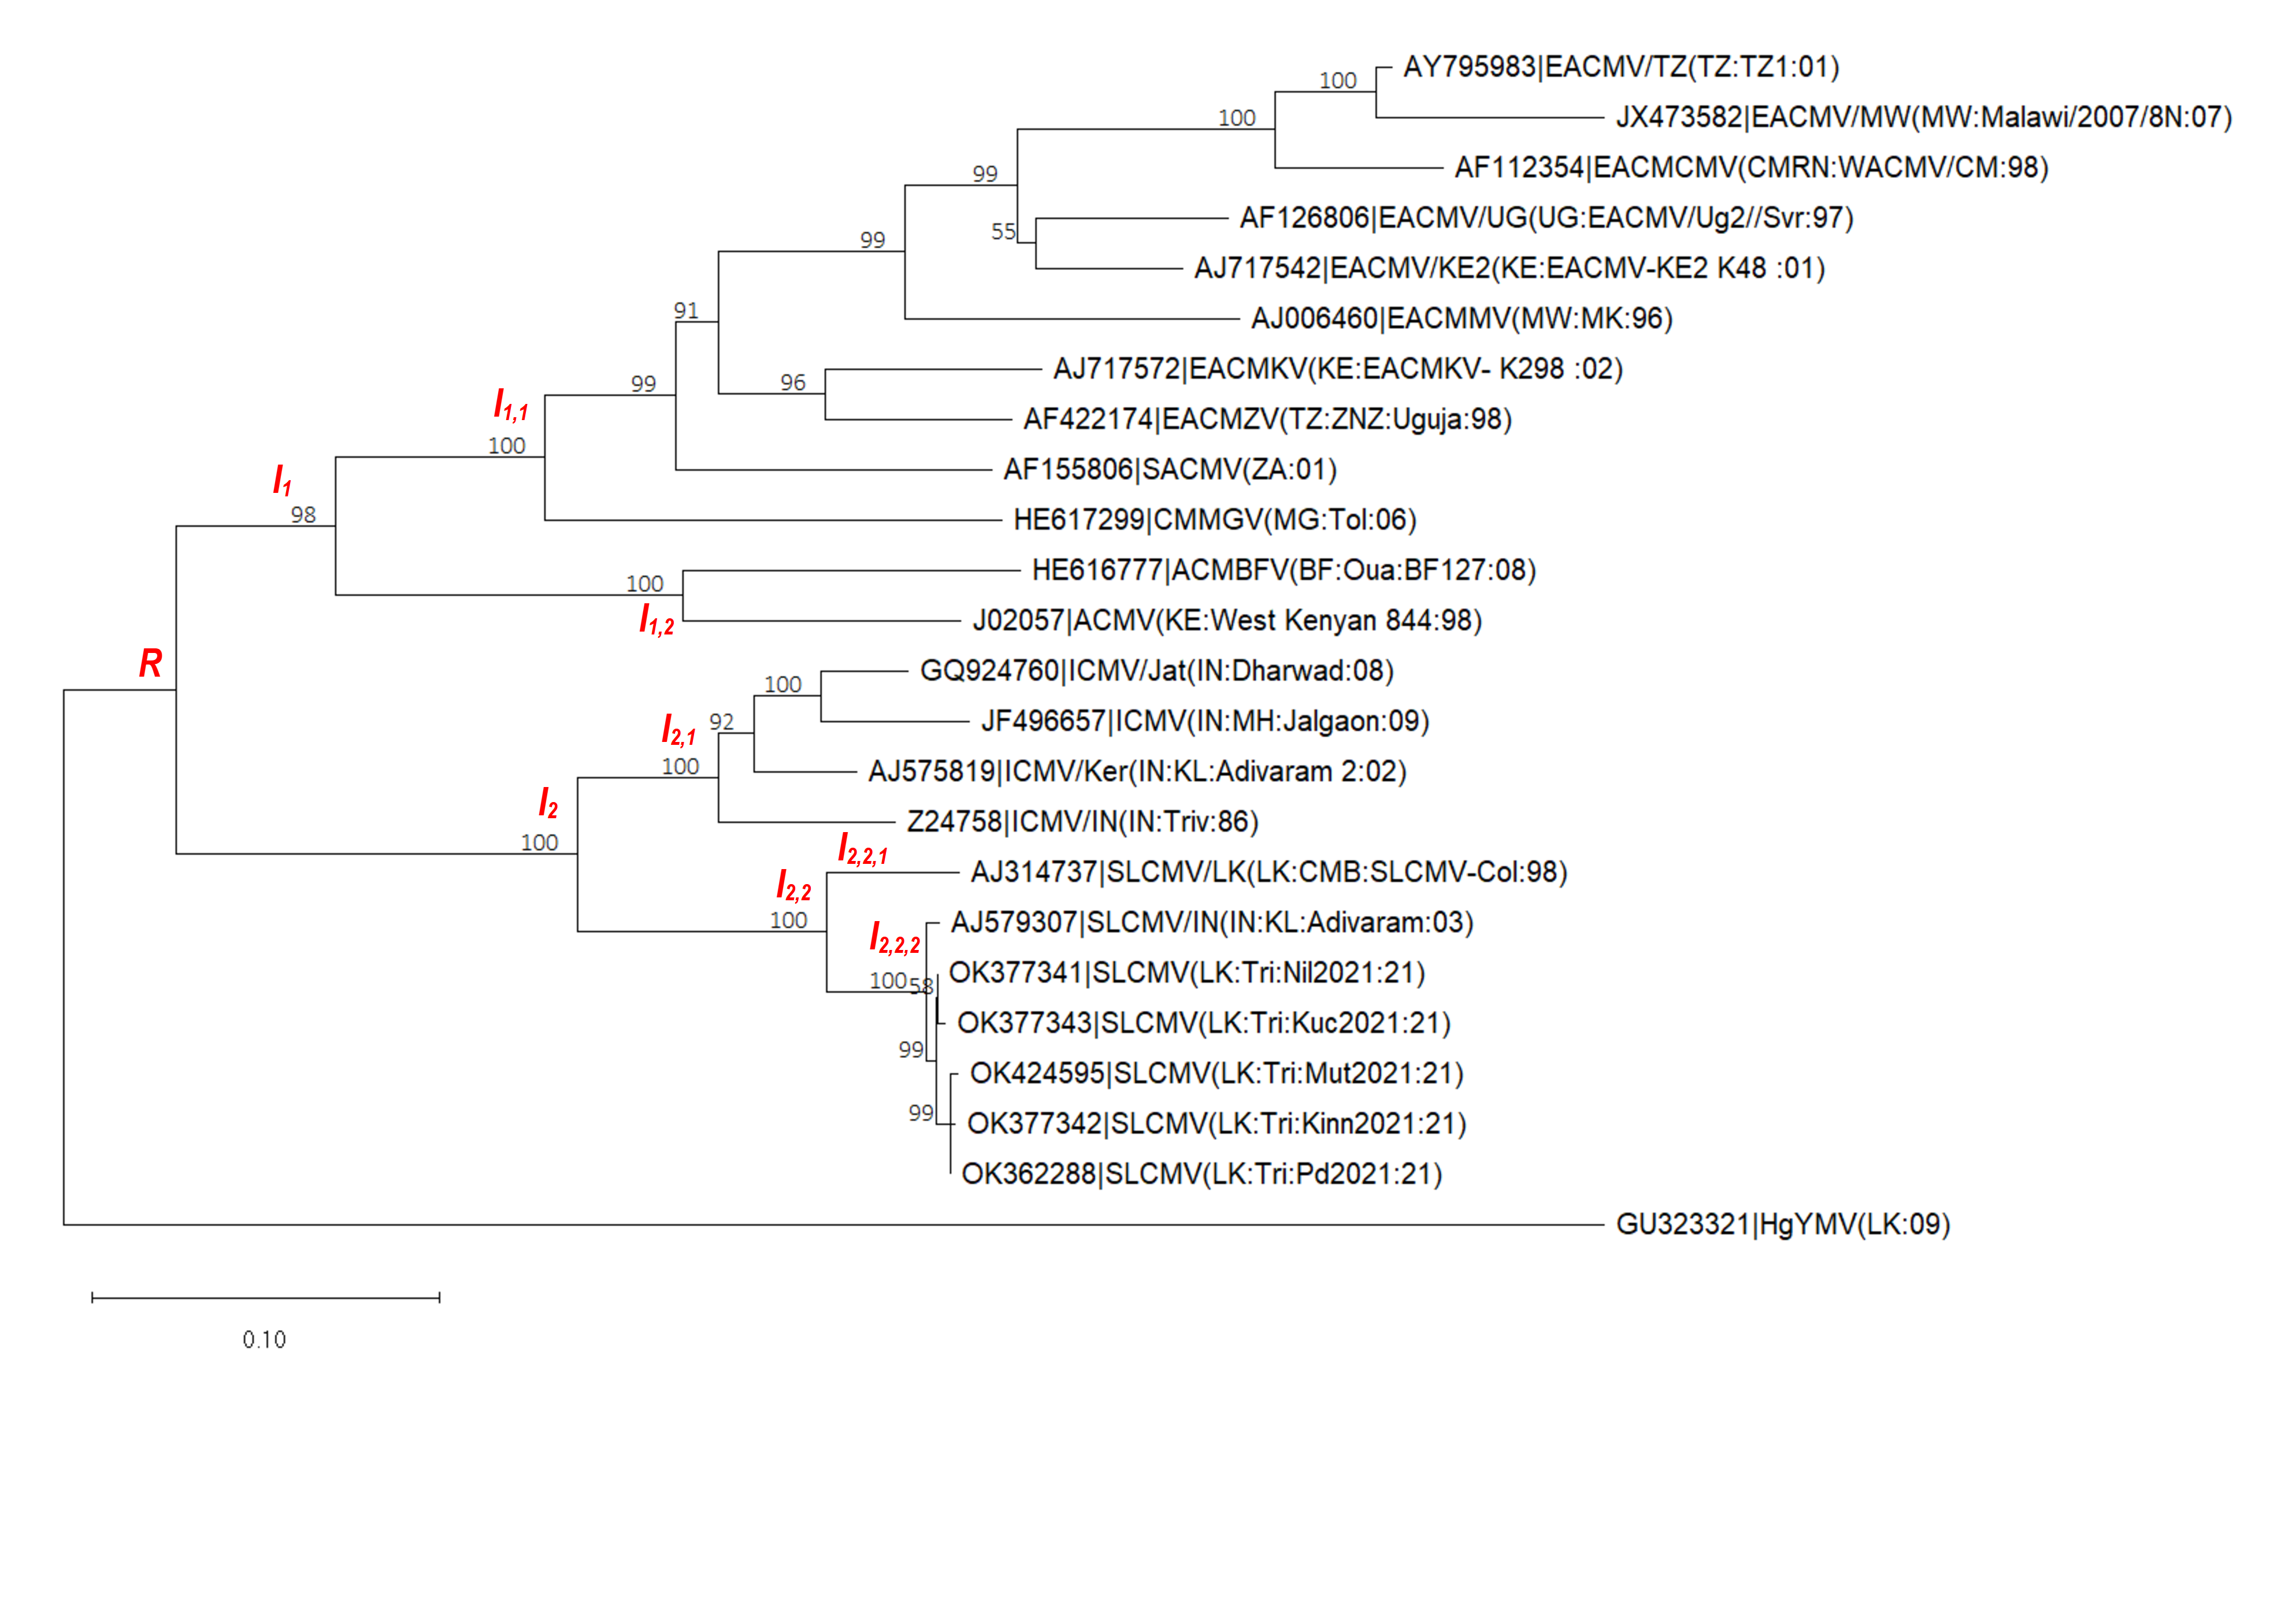 AY795983|EACMV/TZ(TZ:TZ1:01)
100
JX473582|EACMV/MW(MW:Malawi/2007/8N:07)
100
AF112354|EACMCMV(CMRN:WACMV/CM:98)
99
AF126806|EACMV/UG(UG:EACMV/Ug2//Svr:97)
55
AJ717542|EACMV/KE2(KE:EACMV-KE2 K48 :01)
99
AJ006460|EACMMV(MW:MK:96)
91
AJ717572|EACMKV(KE:EACMKV- K298 :02)
99
96
I1,1
AF422174|EACMZV(TZ:ZNZ:Uguja:98)
100
AF155806|SACMV(ZA:01)
I1
98
HE617299|CMMGV(MG:Tol:06)
HE616777|ACMBFV(BF:Oua:BF127:08)
100
I1,2
J02057|ACMV(KE:West Kenyan 844:98)
R
GQ924760|ICMV/Jat(IN:Dharwad:08)
100
I2,1
92
JF496657|ICMV(IN:MH:Jalgaon:09)
100
AJ575819|ICMV/Ker(IN:KL:Adivaram 2:02)
I2
Z24758|ICMV/IN(IN:Triv:86)
100
I2,2,1
AJ314737|SLCMV/LK(LK:CMB:SLCMV-Col:98)
I2,2
100
AJ579307|SLCMV/IN(IN:KL:Adivaram:03)
I2,2,2
OK377341|SLCMV(LK:Tri:Nil2021:21)
100
58
OK377343|SLCMV(LK:Tri:Kuc2021:21)
99
OK424595|SLCMV(LK:Tri:Mut2021:21)
99
OK377342|SLCMV(LK:Tri:Kinn2021:21)
OK362288|SLCMV(LK:Tri:Pd2021:21)
GU323321|HgYMV(LK:09)
0.10